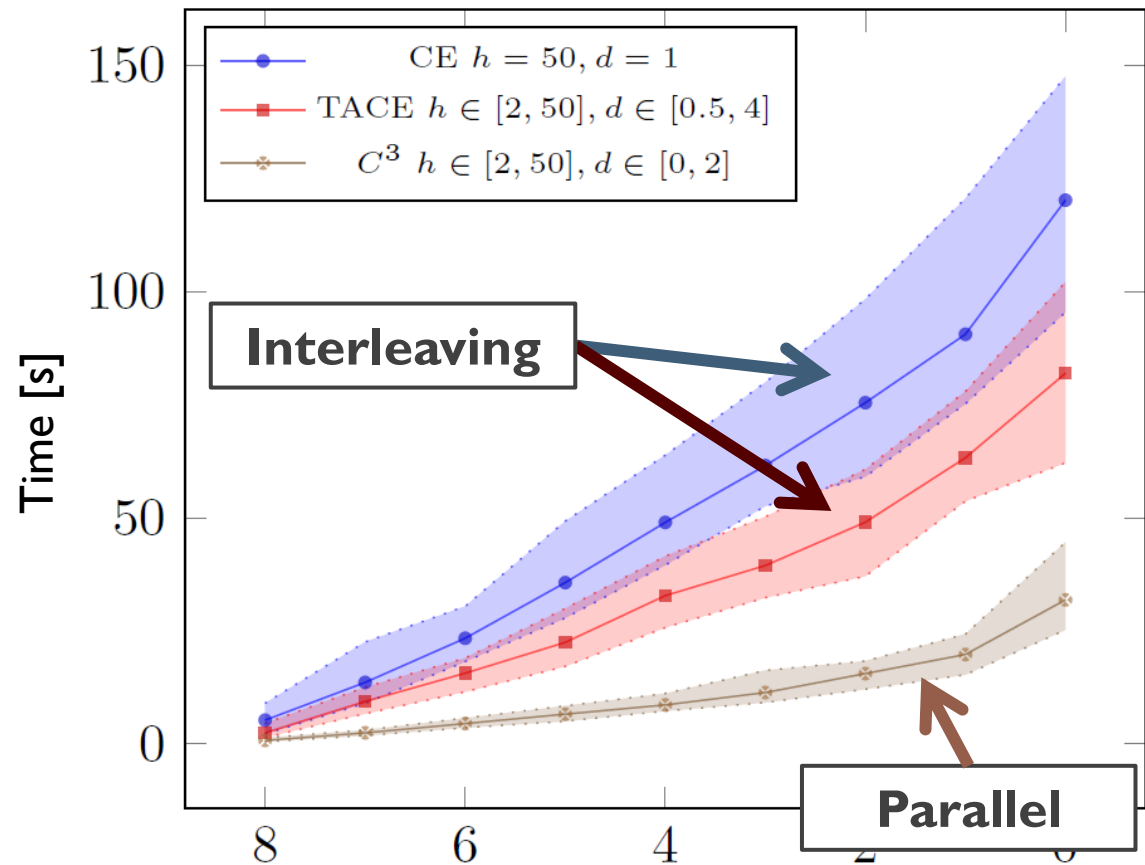 150
CE h = 50, d = 1
TACE h ∈ [2, 50], d ∈ [0.5, 4]
C³ h ∈ [2, 50], d ∈ [0, 2]
100
Interleaving
Time [s]
50
0
Parallel
8 6 4